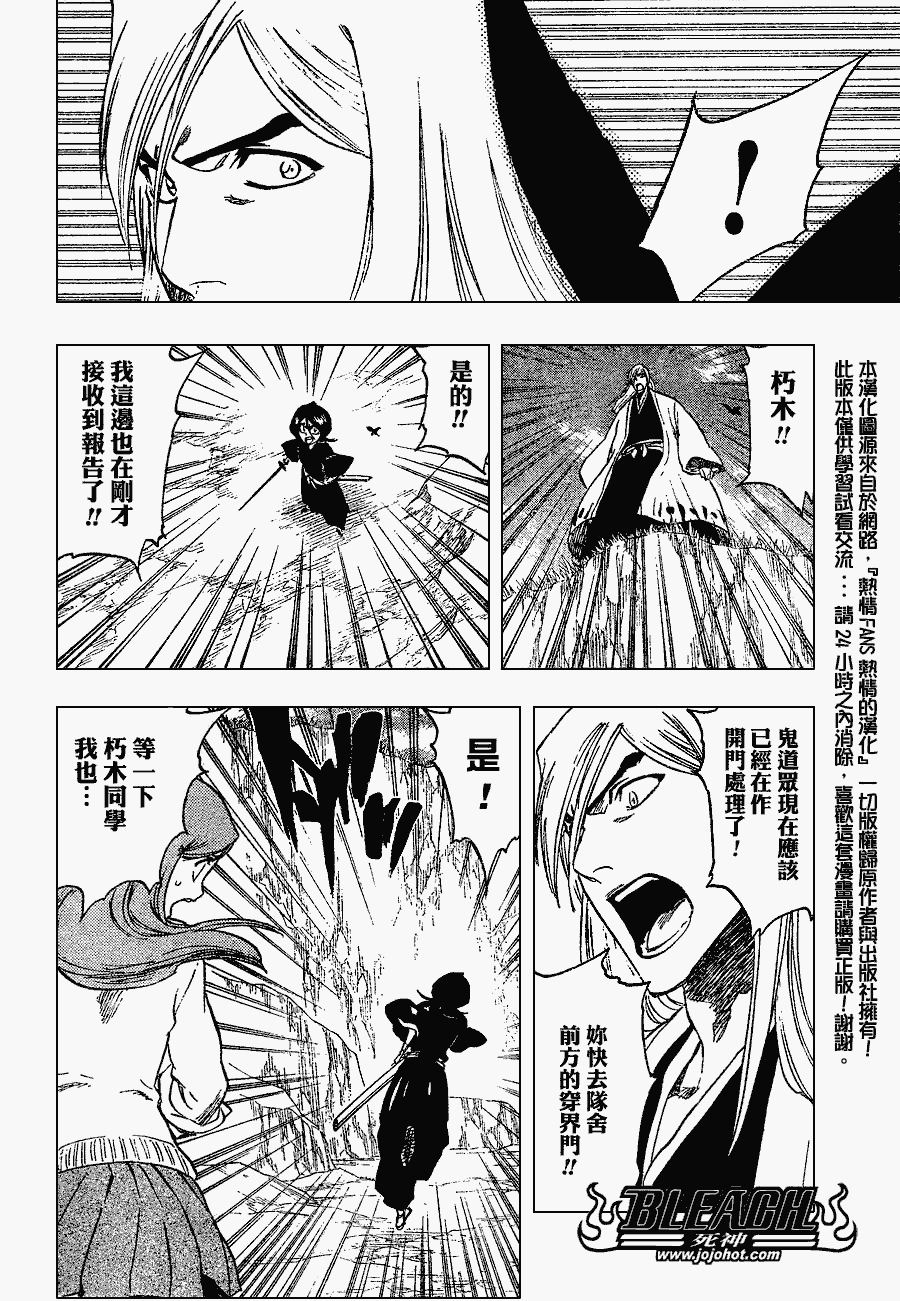 ！
朽木!!
是的!!
我這邊也在剛才
接收到報告了!!
鬼道眾現在應該
已經在作
開門處理了！
妳快去隊舍
前方的穿界門!!
是！
等一下
朽木同學
我也…
本漢化圖源來自於網路，『熱情FANS熱情的漢化』一切版權歸原作者與出版社擁有！
此版本僅供學習試看交流…請24小時之內消除，喜歡這套漫畫請購買正版！謝謝。
BLEACH
死神
www.jojohot.com